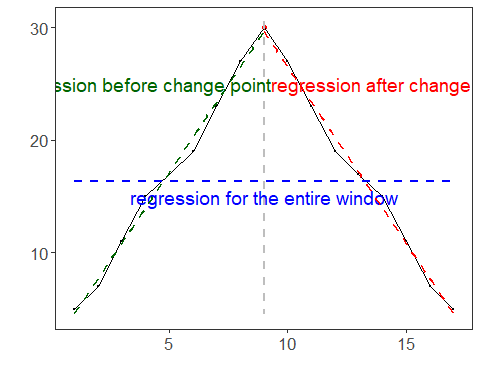 30
ssion before change point
regression after change
20
regression for the entire window
10
5
10
15